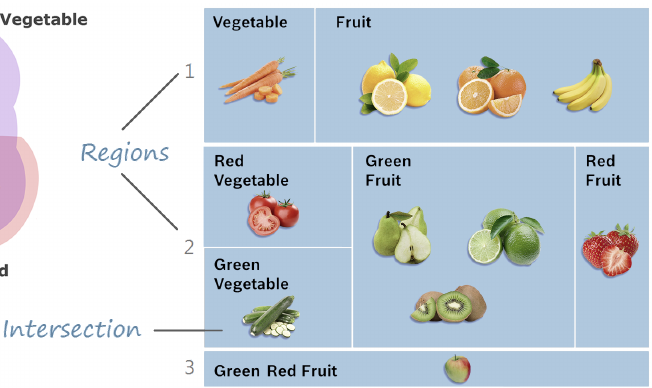 Vegetable
Vegetable
Fruit
1
Regions
Red
Vegetable
Green
Fruit
Red
Fruit
2
d
Green
Vegetable
Intersection
3
Green Red Fruit